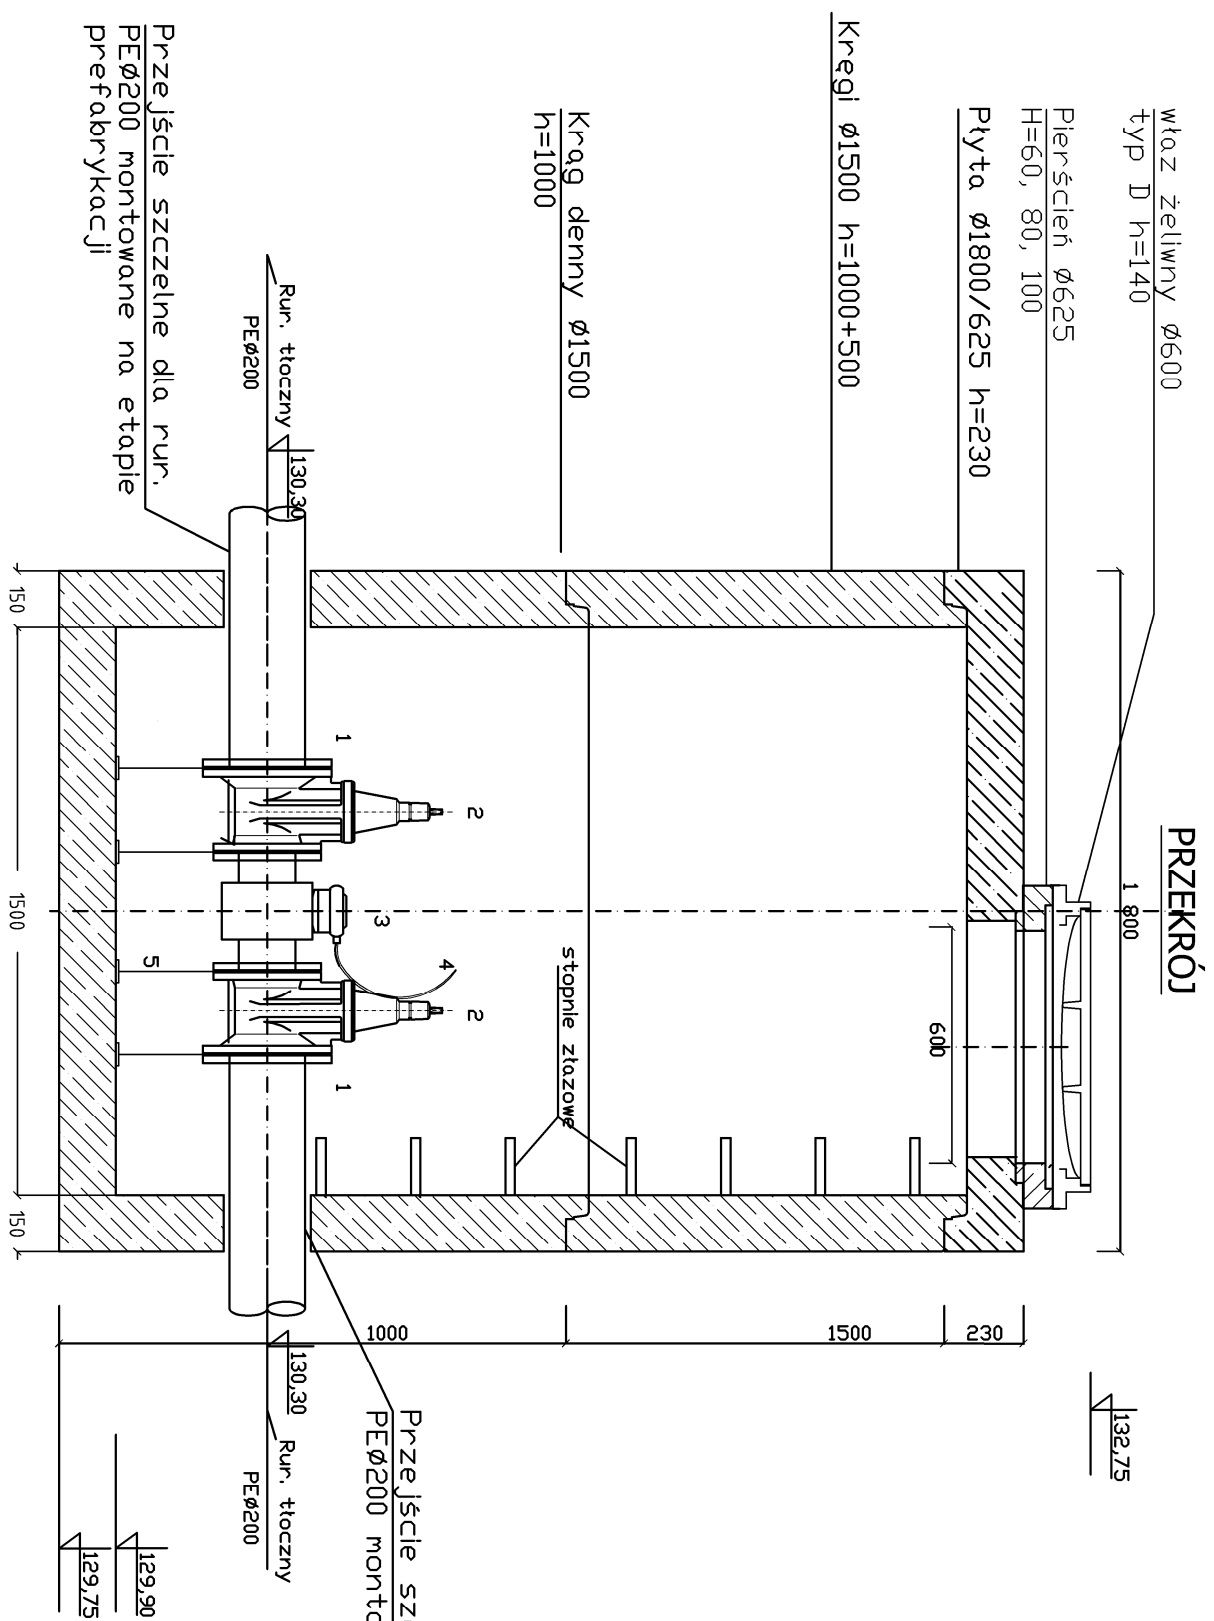 PRZEKRÓJ
właz żeliwny Ø600
typ D h=140
Pierścień Ø625
H=60, 80, 100
Płyta Ø1800/625 h=230
Kręgi Ø1500 h=1000+500
Krąg denny Ø1500
h=1000
Rur. tłoczny
PEØ200
130,30
Przejście szczelne dla rur.
PEØ200 montowane na etapie
prefabrykacji
1 800
600
stopnie złazowe
1
2
3
4
2
1
5
150
1500
150
230
1500
1000
132,75
130,30
Rur. tłoczny
PEØ200
129,90
129,75
Przejście sz
PEØ200 monto